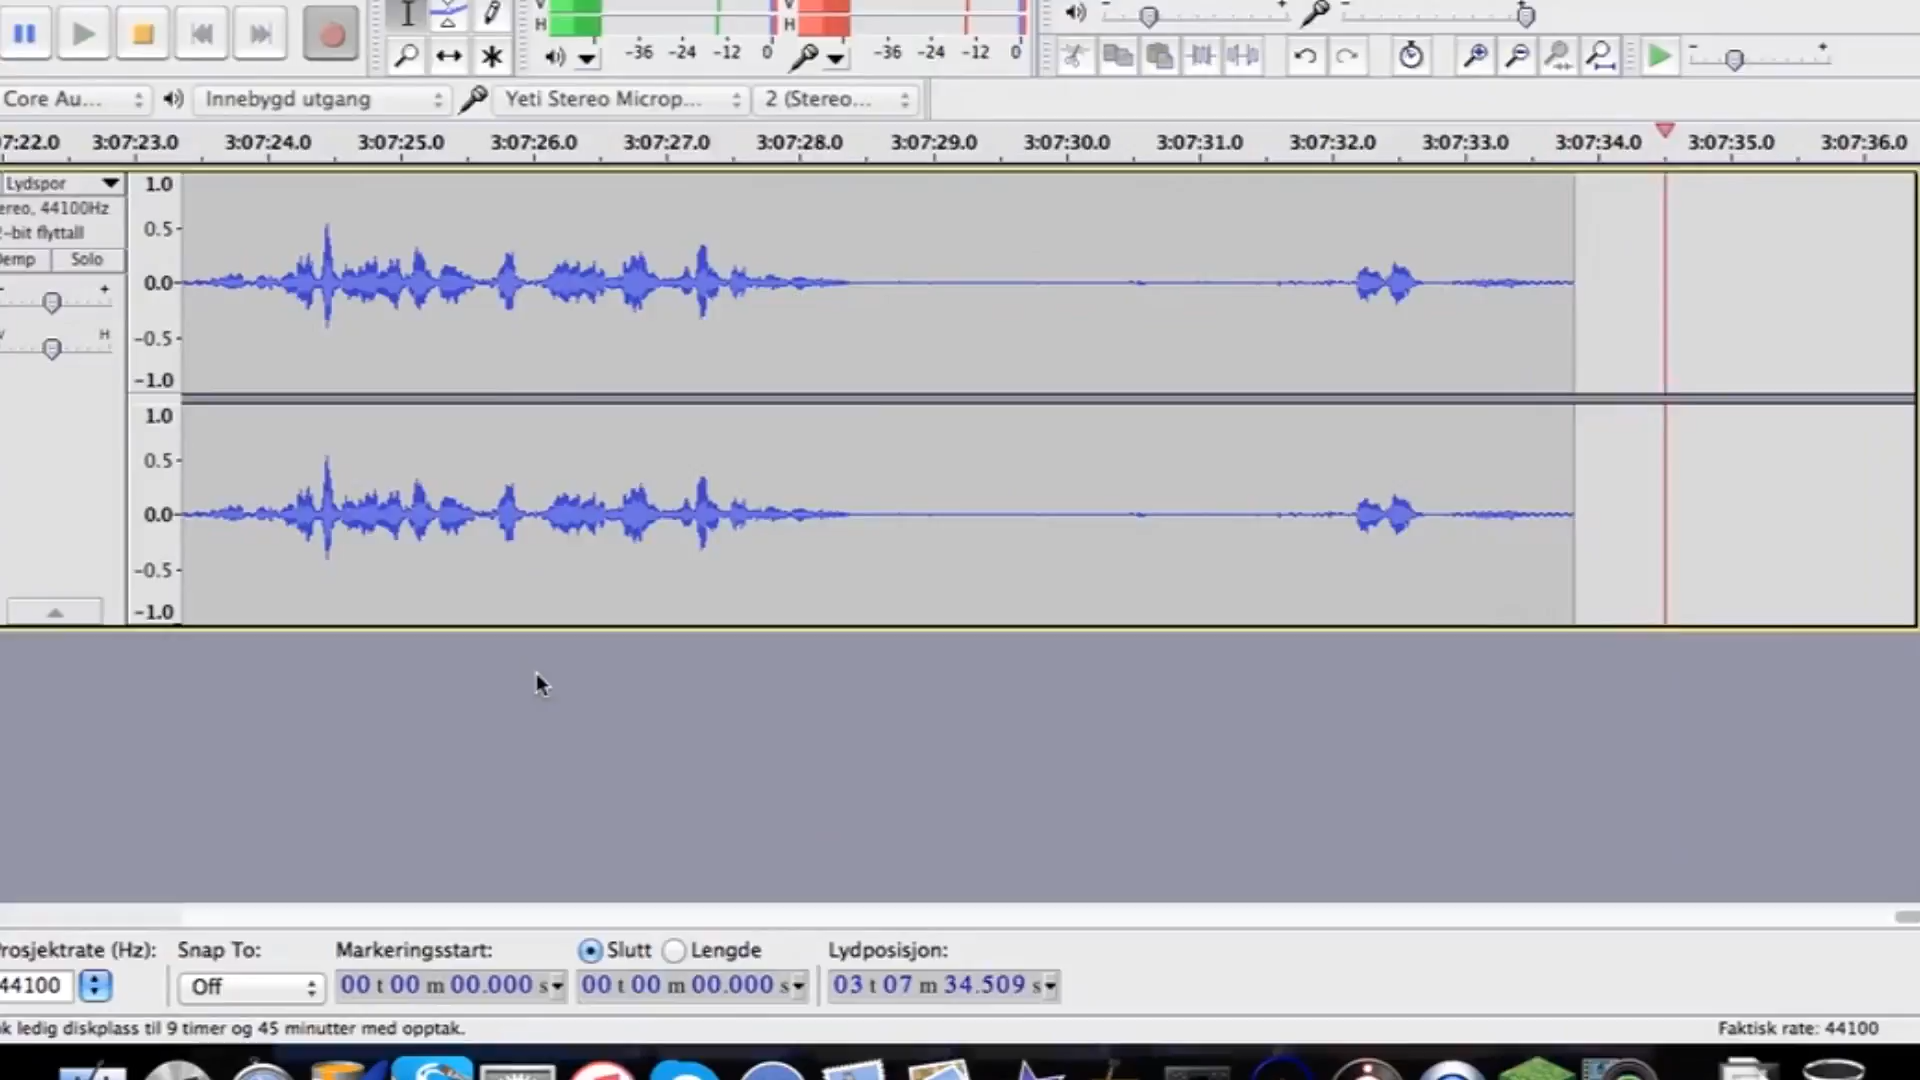 V
H
-36 -24 -12 0
V
H
-36 -24 -12 0
Core Au... Innebygd utgang Yeti Stereo Microp... 2 (Stereo...
07:22.0 3:07:23.0 3:07:24.0 3:07:25.0 3:07:26.0 3:07:27.0 3:07:28.0 3:07:29.0 3:07:30.0 3:07:31.0 3:07:32.0 3:07:33.0 3:07:34.0 3:07:35.0 3:07:36.0
Lydspor
ereo, 44100Hz
2-bit flyttall
Demp Solo
- +
V H
1.0
0.5-
0.0-
-0.5-
-1.0
1.0
0.5-
0.0-
-0.5-
-1.0
Prosjektrate (Hz): Snap To: Markeringsstart: Slutt Lengde Lydposisjon:
44100 Off 00 t 00 m 00.000 s 00 t 00 m 00.000 s 03 t 07 m 34.509 s
k ledig diskplass til 9 timer og 45 minutter med opptak. Faktisk rate: 44100